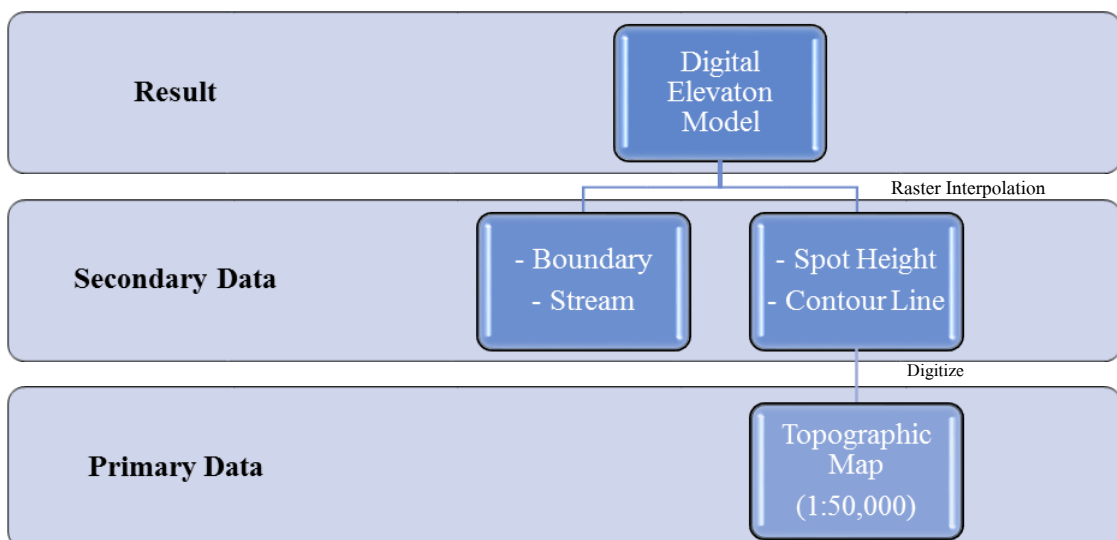 Result
Digital
Elevaton
Model
Raster Interpolation
Secondary Data
- Boundary
- Stream
- Spot Height
- Contour Line
Digitize
Primary Data
Topographic
Map
(1:50,000)